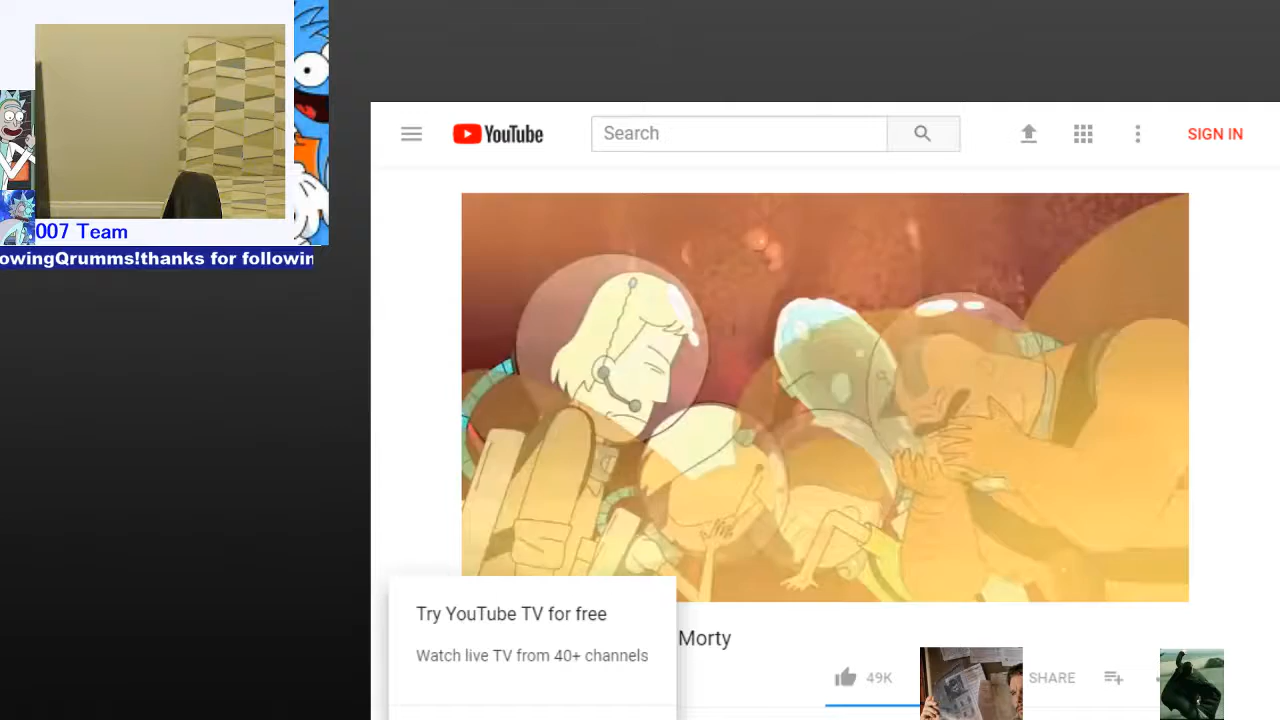 007 Team
owingQrumms!thanks for followin
YouTube
Search
SIGN IN
Try YouTube TV for free
Watch live TV from 40+ channels
Morty
49K
SHARE